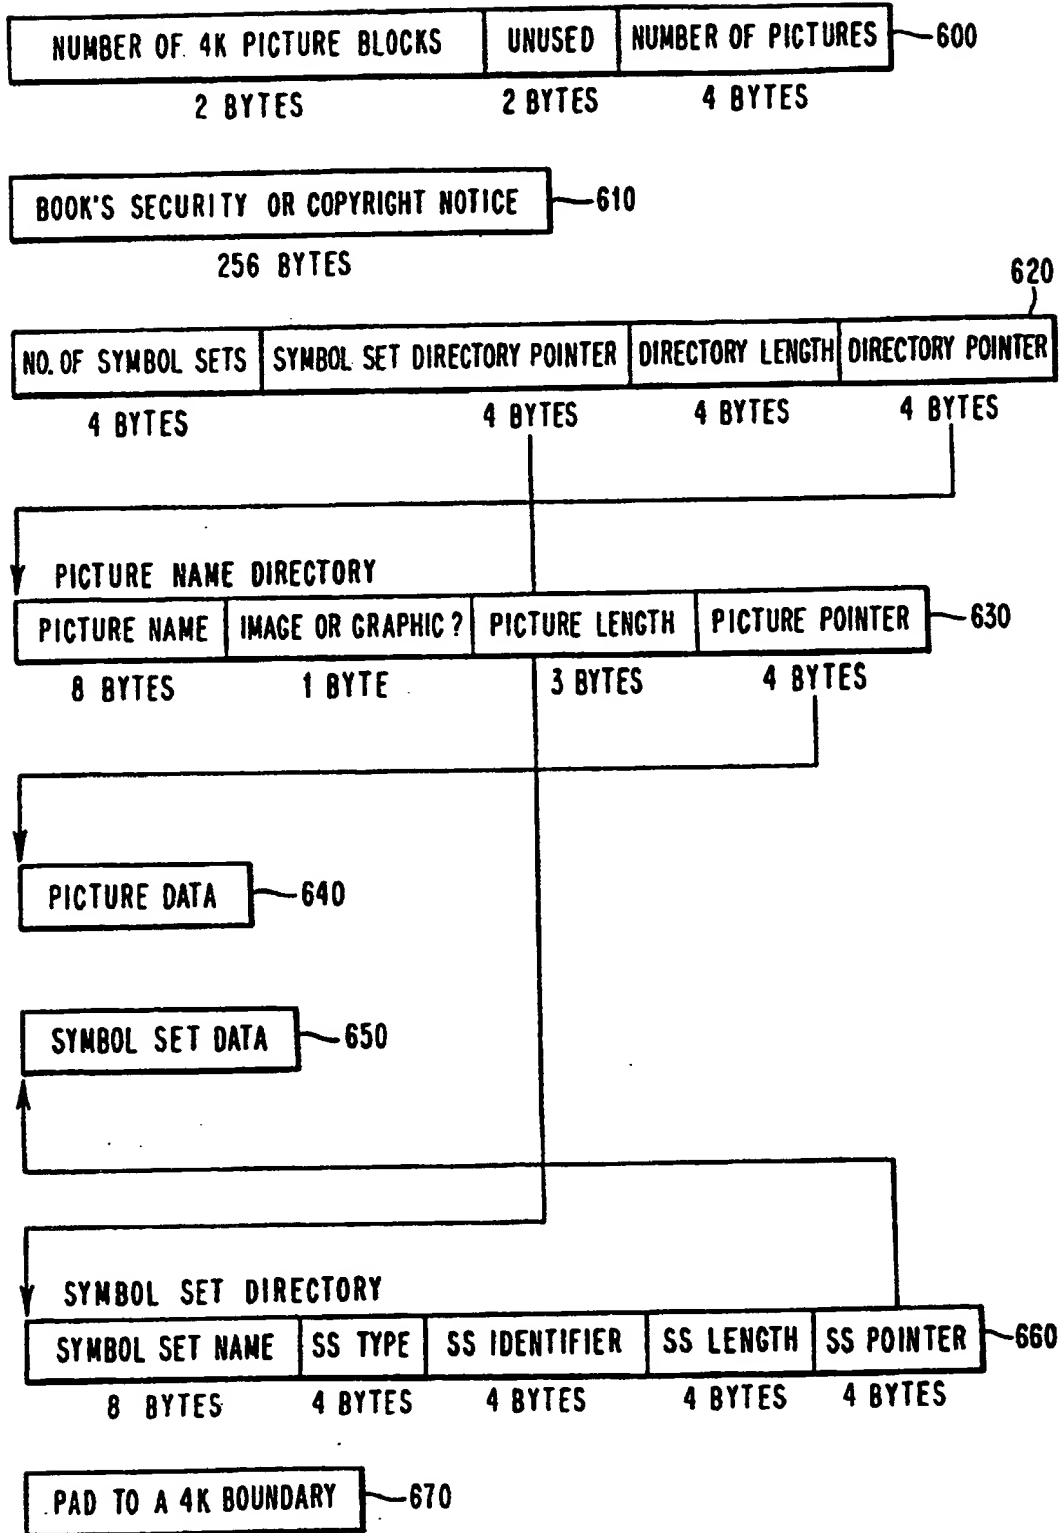 NUMBER OF 4K PICTURE BLOCKS UNUSED NUMBER OF PICTURES 600
2 BYTES 2 BYTES 4 BYTES
BOOK'S SECURITY OR COPYRIGHT NOTICE 610
256 BYTES
620
NO. OF SYMBOL SETS SYMBOL SET DIRECTORY POINTER DIRECTORY LENGTH DIRECTORY POINTER
4 BYTES 4 BYTES 4 BYTES 4 BYTES
PICTURE NAME DIRECTORY
PICTURE NAME IMAGE OR GRAPHIC? PICTURE LENGTH PICTURE POINTER 630
8 BYTES 1 BYTE 3 BYTES 4 BYTES
PICTURE DATA 640
SYMBOL SET DATA 650
SYMBOL SET DIRECTORY
SYMBOL SET NAME SS TYPE SS IDENTIFIER SS LENGTH SS POINTER 660
8 BYTES 4 BYTES 4 BYTES 4 BYTES 4 BYTES
PAD TO A 4K BOUNDARY 670